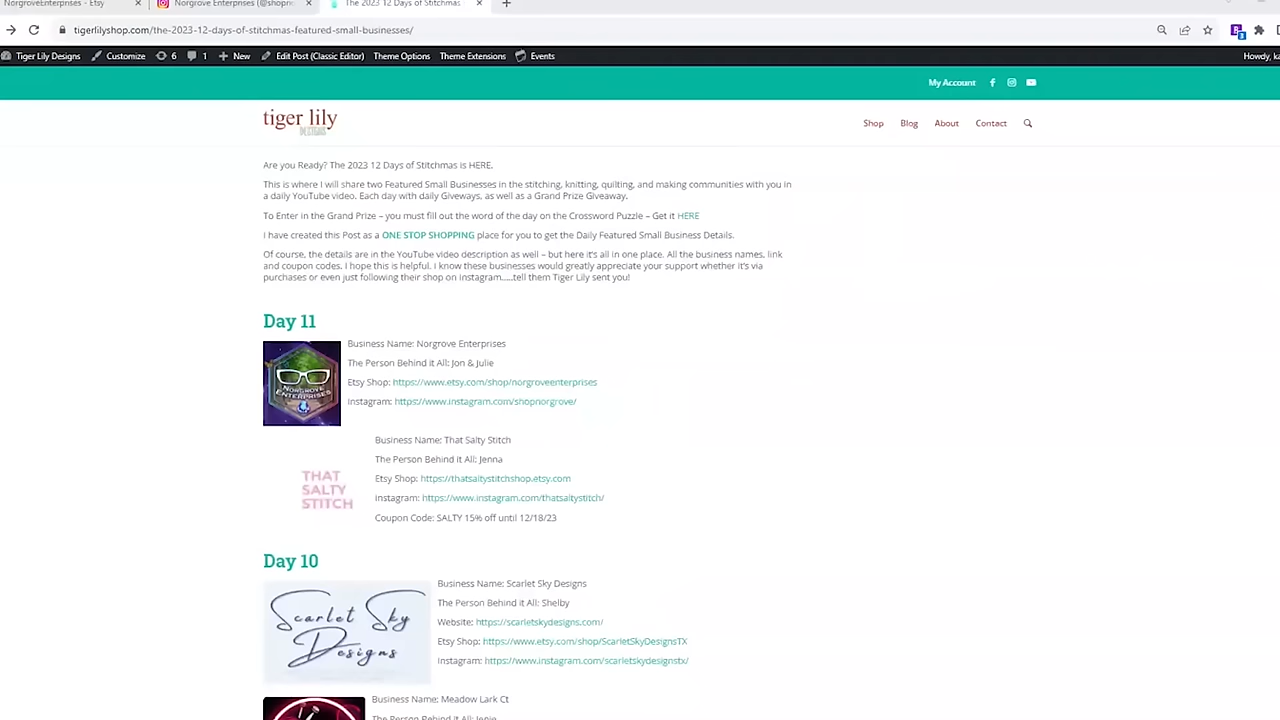 NorgroveEnterprises - Etsy
Norgrove Enterprises (@shopno
The 2023 12 Days of Stitchmas
tigerlilyshop.com/the-2023-12-days-of-stitchmas-featured-small-businesses/
Tiger Lily Designs Customize 6 1 New Edit Post (Classic Editor) Theme Options Theme Extensions Events Howdy, ka
My Account
tiger lily
DESIGNS
Shop Blog About Contact
Are you Ready? The 2023 12 Days of Stitchmas is HERE.
This is where I will share two Featured Small Businesses in the stitching, knitting, quilting, and making communities with you in
a daily YouTube video. Each day with daily Giveways, as well as a Grand Prize Giveaway.
To Enter in the Grand Prize – you must fill out the word of the day on the Crossword Puzzle – Get it HERE
I have created this Post as a ONE STOP SHOPPING place for you to get the Daily Featured Small Business Details.
Of course, the details are in the YouTube video description as well – but here it's all in one place. All the business names, link
and coupon codes. I hope this is helpful. I know these businesses would greatly appreciate your support whether it's via
purchases or even just following their shop on Instagram.....tell them Tiger Lily sent you!
Day 11
NORGROVE
ENTERPRISES
Business Name: Norgrove Enterprises
The Person Behind it All: Jon & Julie
Etsy Shop: https://www.etsy.com/shop/norgroveenterprises
Instagram: https://www.instagram.com/shopnorgrove/
THAT
SALTY
STITCH
Business Name: That Salty Stitch
The Person Behind it All: Jenna
Etsy Shop: https://thatsaltystitchshop.etsy.com
instagram: https://www.instagram.com/thatsaltystitch/
Coupon Code: SALTY 15% off until 12/18/23
Day 10
Scarlet Sky
Designs
Business Name: Scarlet Sky Designs
The Person Behind it All: Shelby
Website: https://scarletskydesigns.com/
Etsy Shop: https://www.etsy.com/shop/ScarletSkyDesignsTX
Instagram: https://www.instagram.com/scarletskydesignstx/
Business Name: Meadow Lark Ct
The Person Behind it All: Jenie